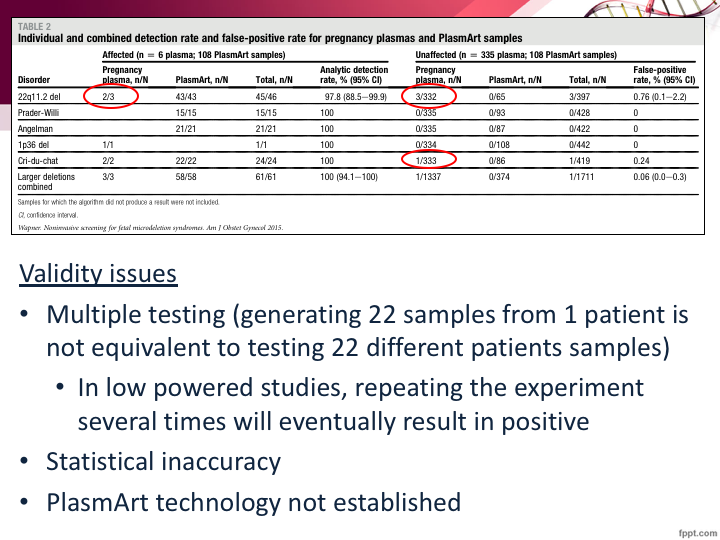 TABLE 2
Individual and combined detection rate and false-positive rate for pregnancy plasmas and PlasmArt samples
Affected (n = 6 plasma; 108 PlasmArt samples) Unaffected (n = 335 plasma; 108 PlasmArt samples)
Disorder Pregnancy plasma, n/N PlasmArt, n/N Total, n/N Analytic detection rate, % (95% CI) Pregnancy plasma, n/N PlasmArt, n/N Total, n/N False-positive rate, % (95% CI)
22q11.2 del 2/3 43/43 45/46 97.8 (88.5–99.9) 3/332 0/65 3/397 0.76 (0.1–2.2)
Prader-Willi 15/15 15/15 100 0/335 0/93 0/428 0
Angelman 21/21 21/21 100 0/335 0/87 0/422 0
1p36 del 1/1 1/1 100 0/334 0/108 0/442 0
Cri-du-chat 2/2 22/22 24/24 100 1/333 0/86 1/419 0.24
Larger deletions combined 3/3 58/58 61/61 100 (94.1–100) 1/1337 0/374 1/1711 0.06 (0.0–0.3)
Samples for which the algorithm did not produce a result were not included.
CI, confidence interval.
Wapner. Noninvasive screening for fetal microdeletion syndromes. Am J Obstet Gynecol 2015.
Validity issues
• Multiple testing (generating 22 samples from 1 patient is
not equivalent to testing 22 different patients samples)
• In low powered studies, repeating the experiment
several times will eventually result in positive
• Statistical inaccuracy
• PlasmArt technology not established
fppt.com